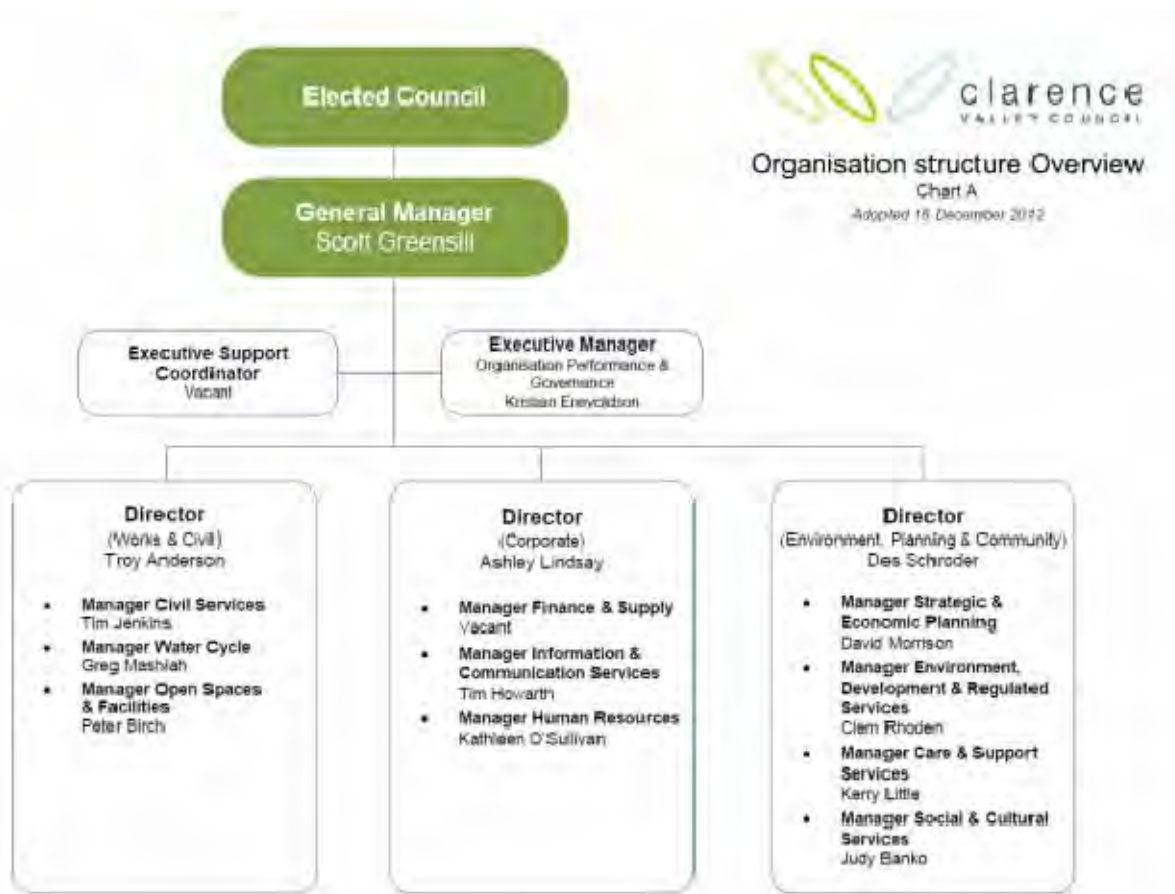 Elected Council
clarence
VALLEY COUNCIL
Organisation structure Overview
Chart A
Adopted December 2012
General Manager
Scott Greensill
Executive Support
Coordinator
Vacant
Executive Manager
Organisation Performance &
Governance
Kristian Enevoldson
Director
(Works & Civil)
Troy Anderson
Manager Civil Services
Tim Jenkins
Manager Water Cycle
Greg Mashiah
Manager Open Spaces
& Facilities
Peter Birch
Director
(Corporate)
Ashley Lindsay
Manager Finance & Supply
Vacant
Manager Information &
Communication Services
Tim Howarth
Manager Human Resources
Kathleen O'Sullivan
Director
(Environment, Planning & Community)
Des Schroder
Manager Strategic &
Economic Planning
David Morrison
Manager Environment,
Development & Regulated
Services
Clem Rhoden
Manager Care & Support
Services
Kerry Little
Manager Social & Cultural
Services
Judy Banko